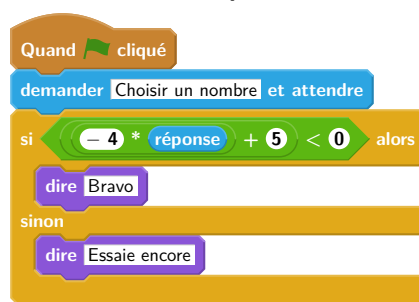 Quand cliqué
demander Choisir un nombre et attendre
si − 4 * réponse + 5 < 0 alors
dire Bravo
sinon
dire Essaie encore